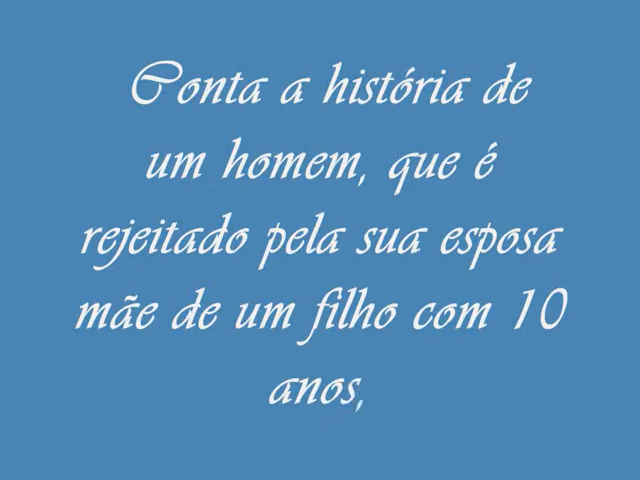 Conta a história de
um homem, que é
rejeitado pela sua esposa
mãe de um filho com 10
anos,